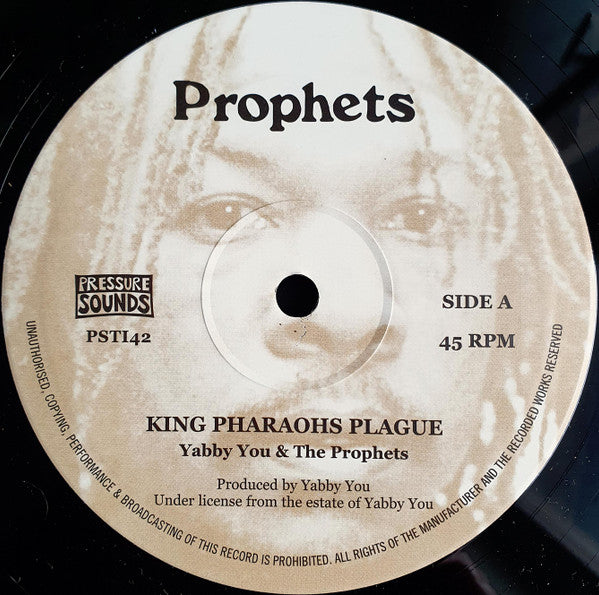 Prophets
PRESSURE
SOUNDS
PSTI42
SIDE A
45 RPM
KING PHARAOHS PLAGUE
Yabby You & The Prophets
Produced by Yabby You
Under license from the estate of Yabby You
UNAUTHORISED, COPYING, PERFORMANCE & BROADCASTING OF THIS RECORD IS PROHIBITED. ALL RIGHTS OF THE MANUFACTURER AND THE RECORDED WORKS RESERVED